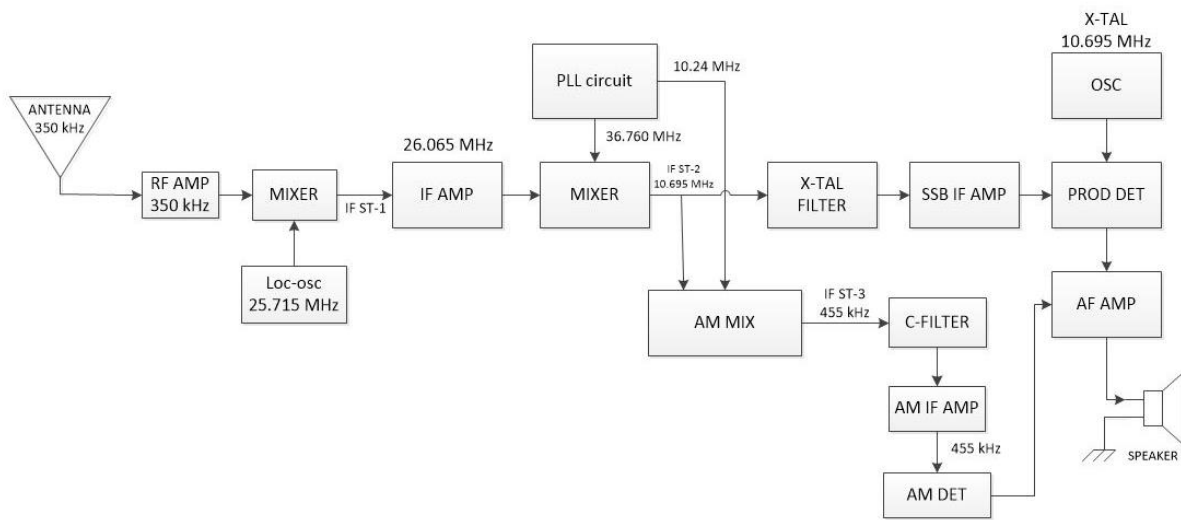 X-TAL
10.695 MHz
OSC
PLL circuit
10.24 MHz
36.760 MHz
ANTENNA
350 kHz
RF AMP
350 kHz
MIXER
IF ST-1
Loc-osc
25.715 MHz
26.065 MHz
IF AMP
MIXER
IF ST-2
10.695 MHz
X-TAL
FILTER
SSB IF AMP
PROD DET
AM MIX
IF ST-3
455 kHz
C-FILTER
AF AMP
AM IF AMP
455 kHz
AM DET
SPEAKER